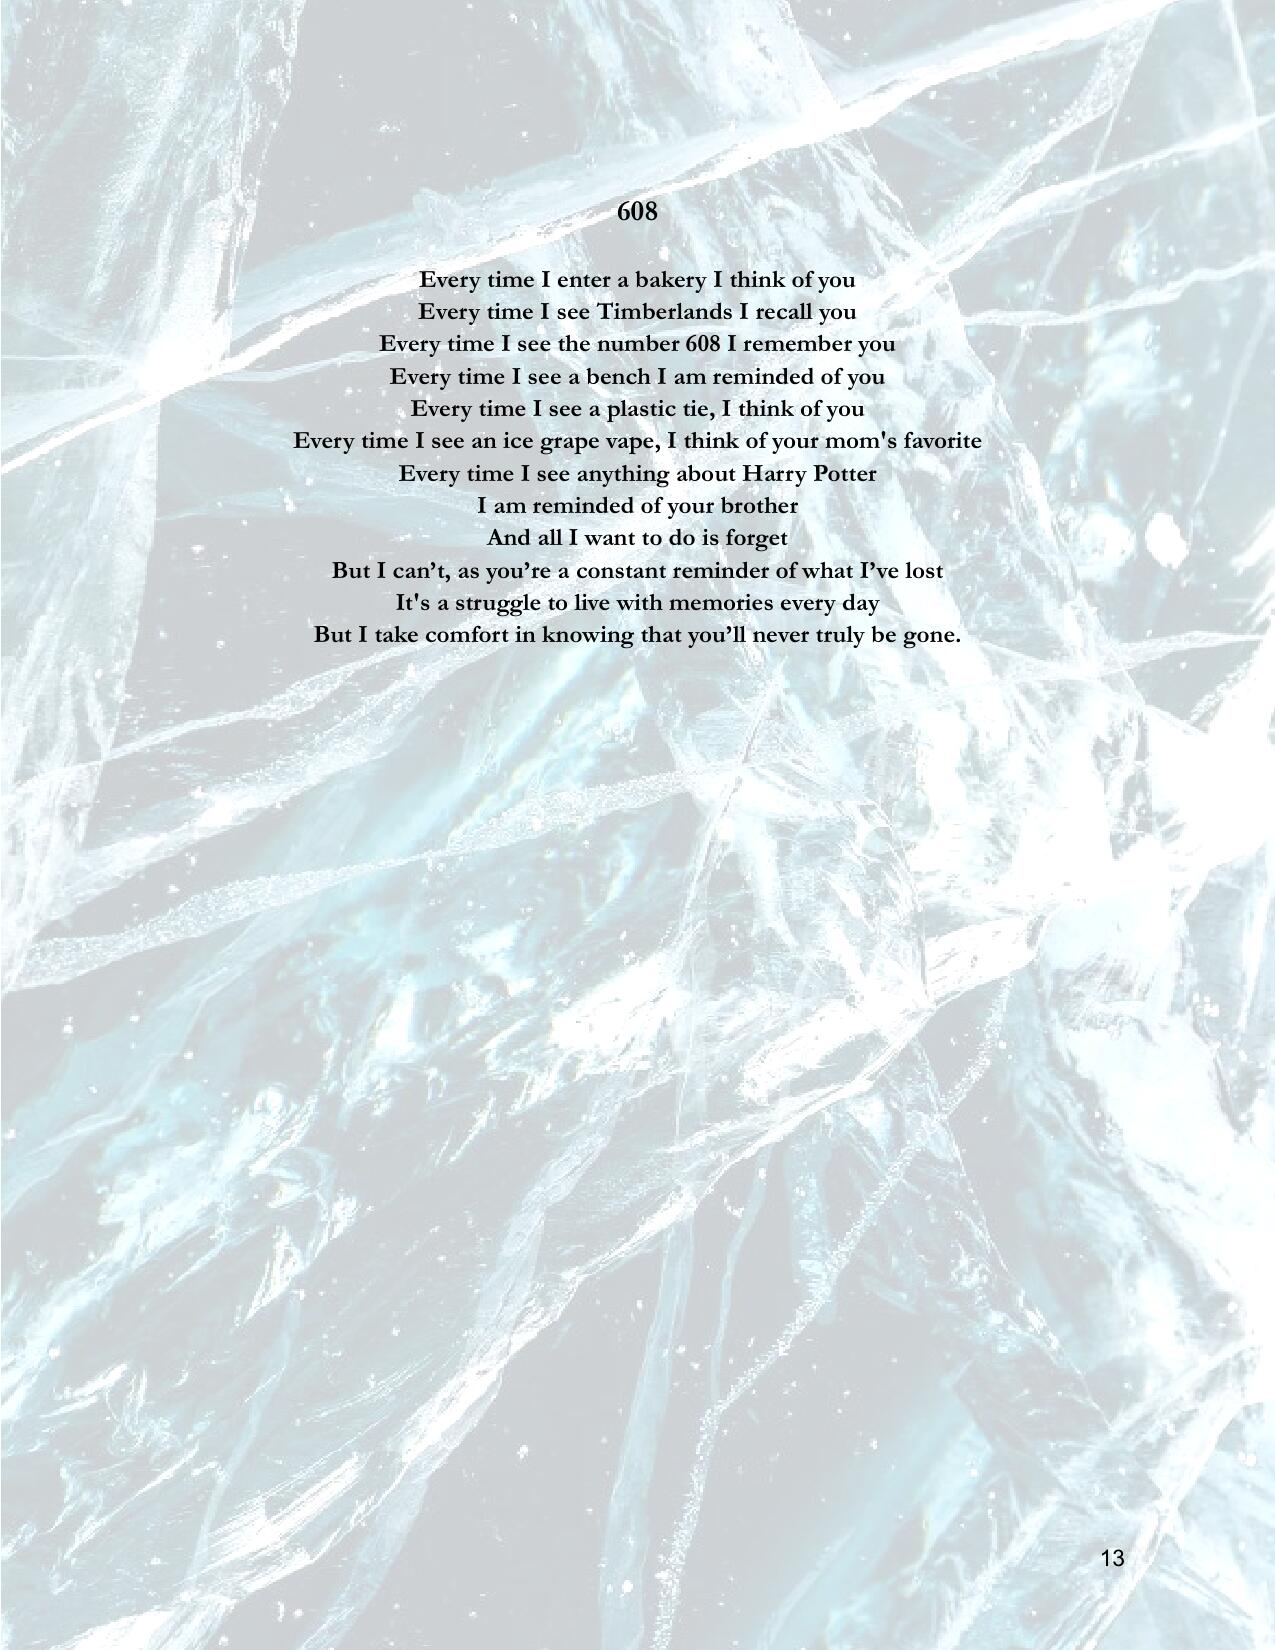 608
Every time I enter a bakery I think of you
Every time I see Timberlands I recall you
Every time I see the number 608 I remember you
Every time I see a bench I am reminded of you
Every time I see a plastic tie, I think of you
Every time I see an ice grape vape, I think of your mom's favorite
Every time I see anything about Harry Potter
I am reminded of your brother
And all I want to do is forget
But I can’t, as you’re a constant reminder of what I’ve lost
It's a struggle to live with memories every day
But I take comfort in knowing that you’ll never truly be gone.
13